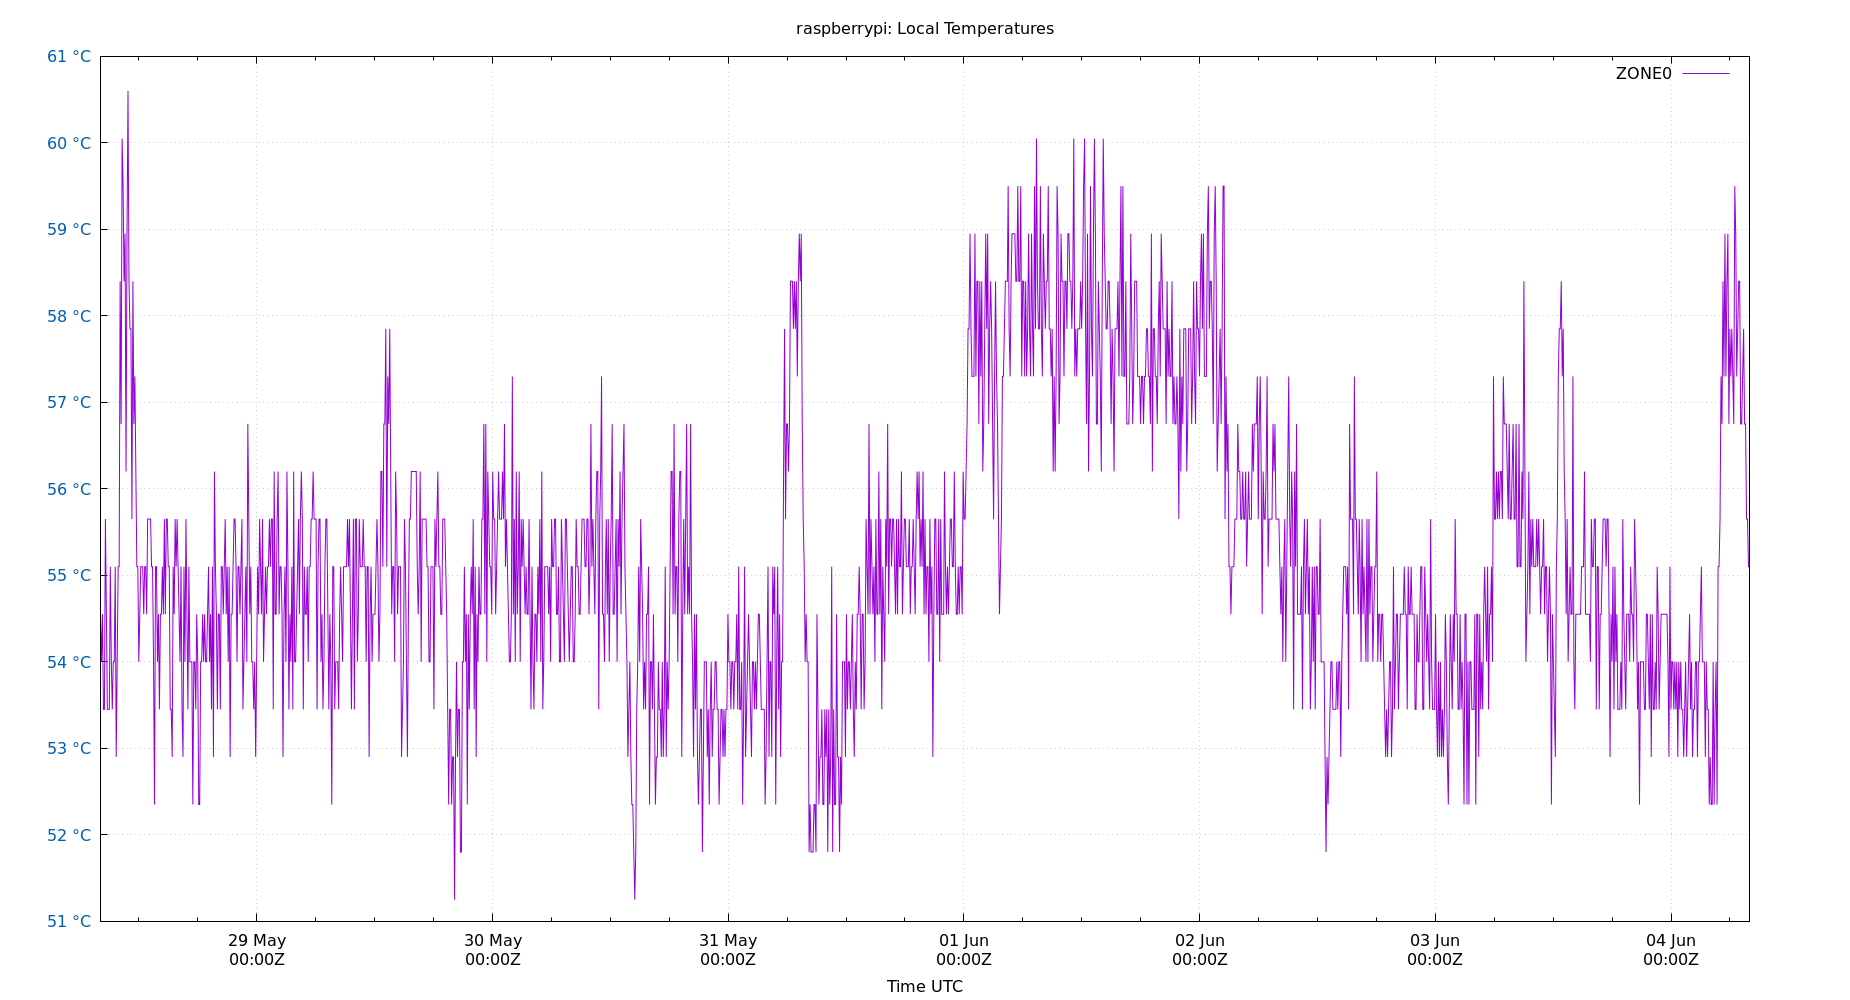 raspberrypi: Local Temperatures
61 °C
ZONE0
60 °C
59 °C
58 °C
57 °C
56 °C
55 °C
54 °C
53 °C
52 °C
51 °C
29 May 30 May 31 May 01 Jun 02 Jun 03 Jun 04 Jun
00:00Z 00:00Z 00:00Z 00:00Z 00:00Z 00:00Z 00:00Z
Time UTC